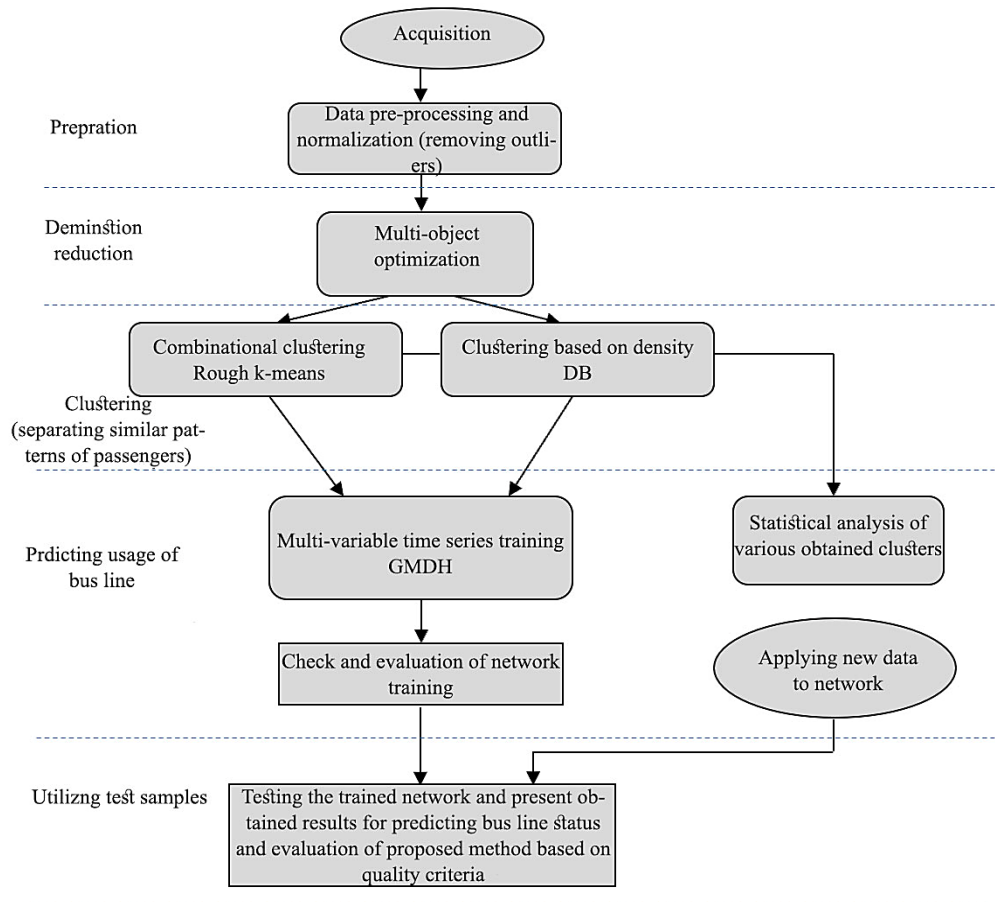 Acquisition
Prepration
Data pre-processing and
normalization (removing outli-
ers)
Deminstion
reduction
Multi-object
optimization
Combinational clustering
Rough k-means
Clustering based on density
DB
Clustering
(separating similar pat-
terns of passengers)
Prdicting usage of
bus line
Multi-variable time series training
GMDH
Statistical analysis of
various obtained clusters
Check and evaluation of network
training
Applying new data
to network
Utilizng test samples
Testing the trained network and present ob-
tained results for predicting bus line status
and evaluation of proposed method based on
quality criteria